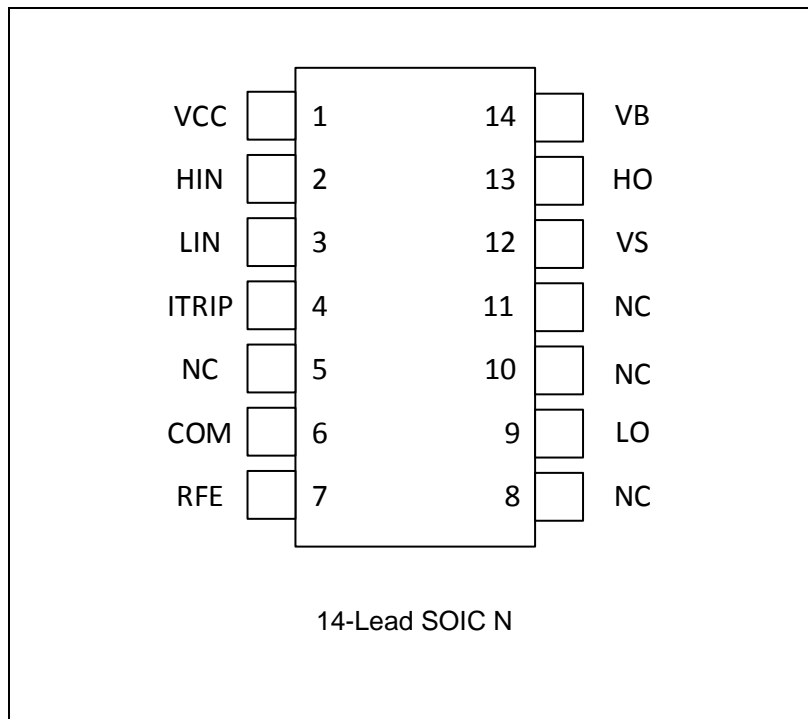 VCC 1 14 VB
HIN 2 13 HO
LIN 3 12 VS
ITRIP 4 11 NC
NC 5 10 NC
COM 6 9 LO
RFE 7 8 NC
14-Lead SOIC N